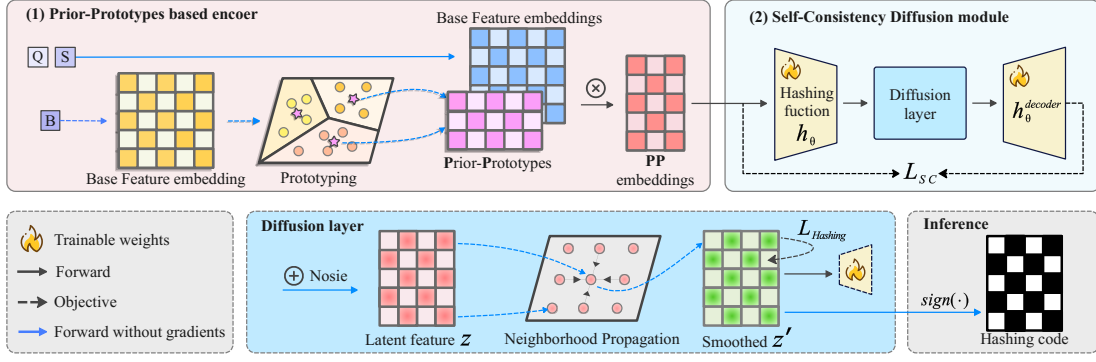 (1) Prior-Prototypes based encoer
Base Feature embeddings
Q S
B
Base Feature embedding
Prototyping
Prior-Prototypes
PP
embeddings
(2) Self-Consistency Diffusion module
Hashing
fuction
h_θ
Diffusion
layer
h_θ^decoder
L_SC
Trainable weights
Forward
Objective
Forward without gradients
Diffusion layer
Nosie
Latent feature z
Neighborhood Propagation
L_Hashing
Smoothed z′
Inference
sign(·)
Hashing code